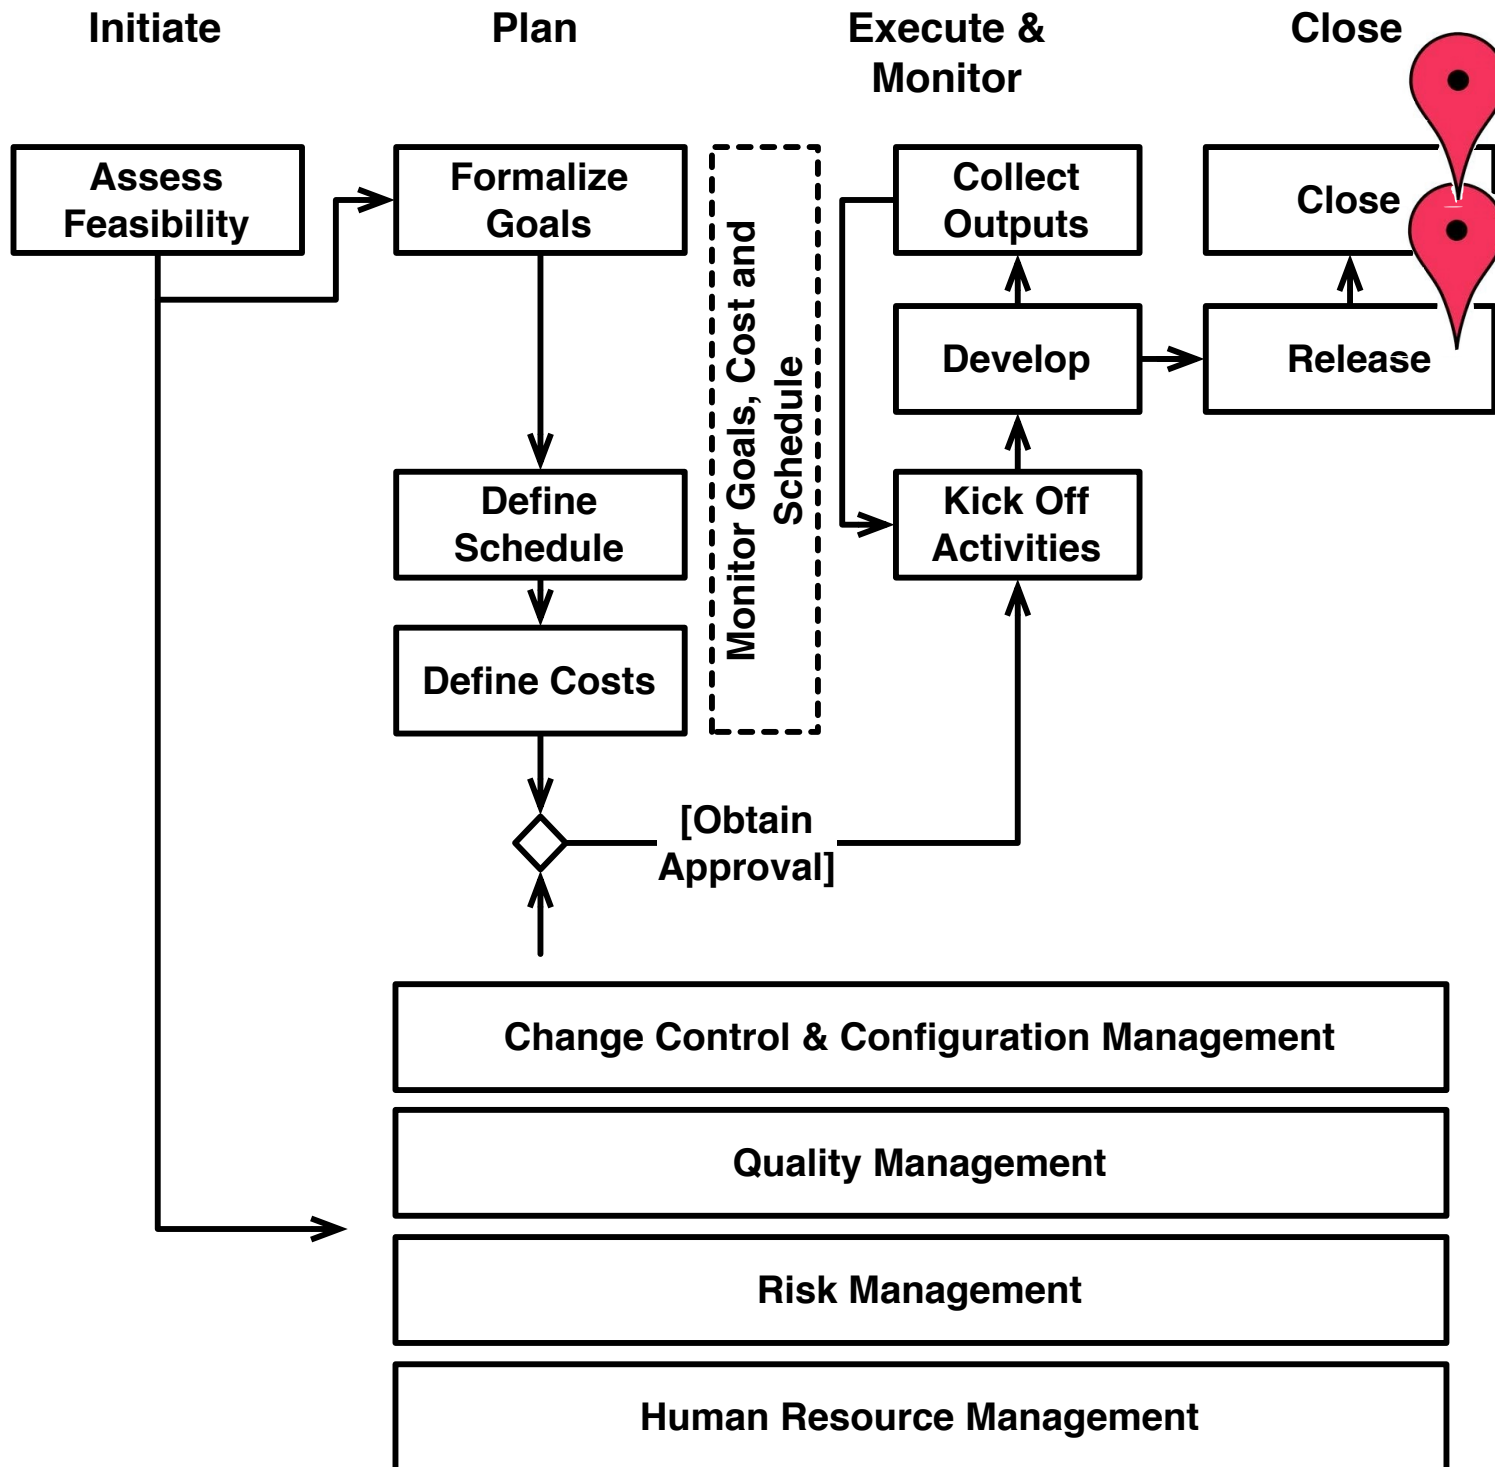 Initiate
Plan
Execute &
Monitor
Close
Assess
Feasibility
Formalize
Goals
Monitor Goals, Cost and
Schedule
Collect
Outputs
Close
Develop
Release
Define
Schedule
Kick Off
Activities
Define Costs
[Obtain
Approval]
Change Control & Configuration Management
Quality Management
Risk Management
Human Resource Management